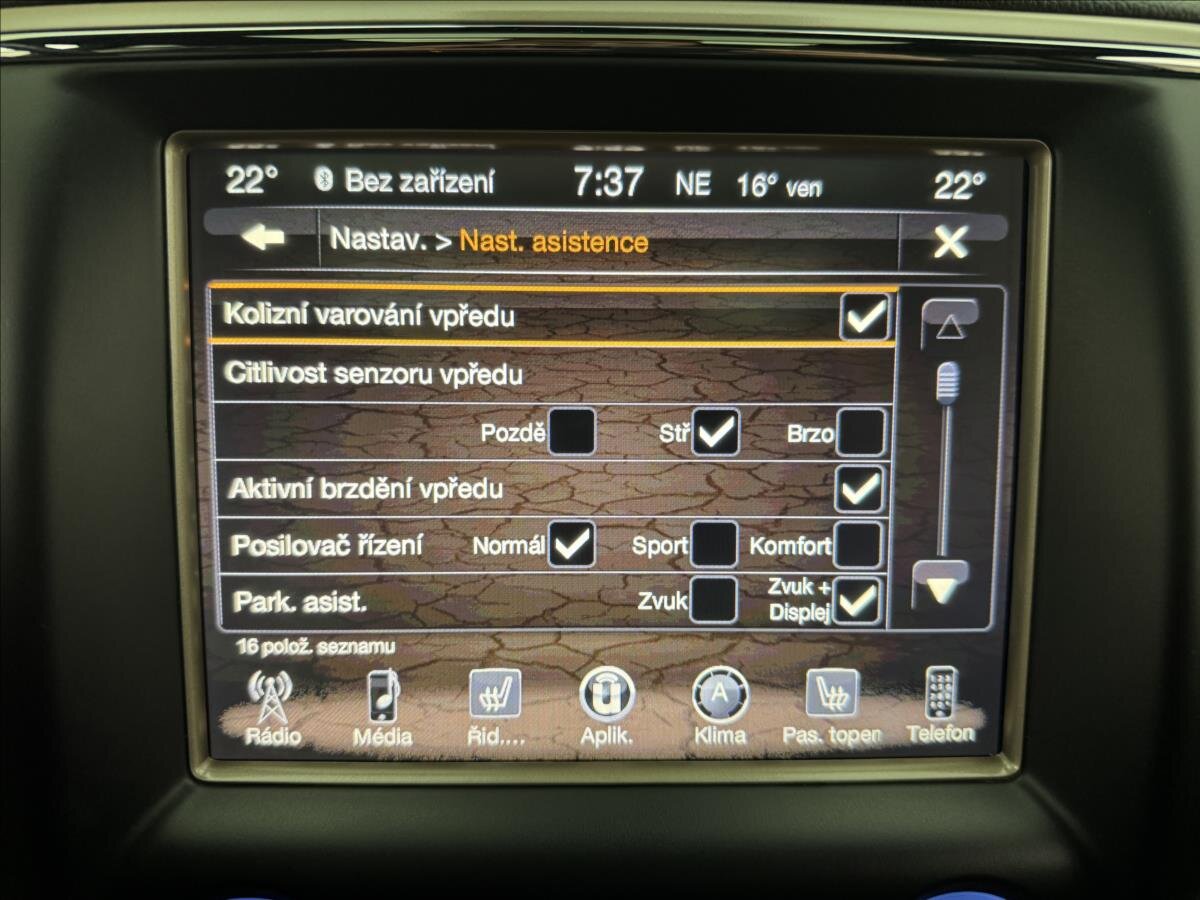 22° Bez zařízení 7:37 NE 16° ven 22°
Nastav. > Nast. asistence
Kolizní varování vpředu
Citlivost senzoru vpředu
Pozdě Stř Brzo
Aktivní brzdění vpředu
Posilovač řízení Normál Sport Komfort
Park. asist. Zvuk Zvuk +
Displej
16 polož. seznamu
A
Rádio Média Řid.... Aplik. Klima Pas. topen Telefon